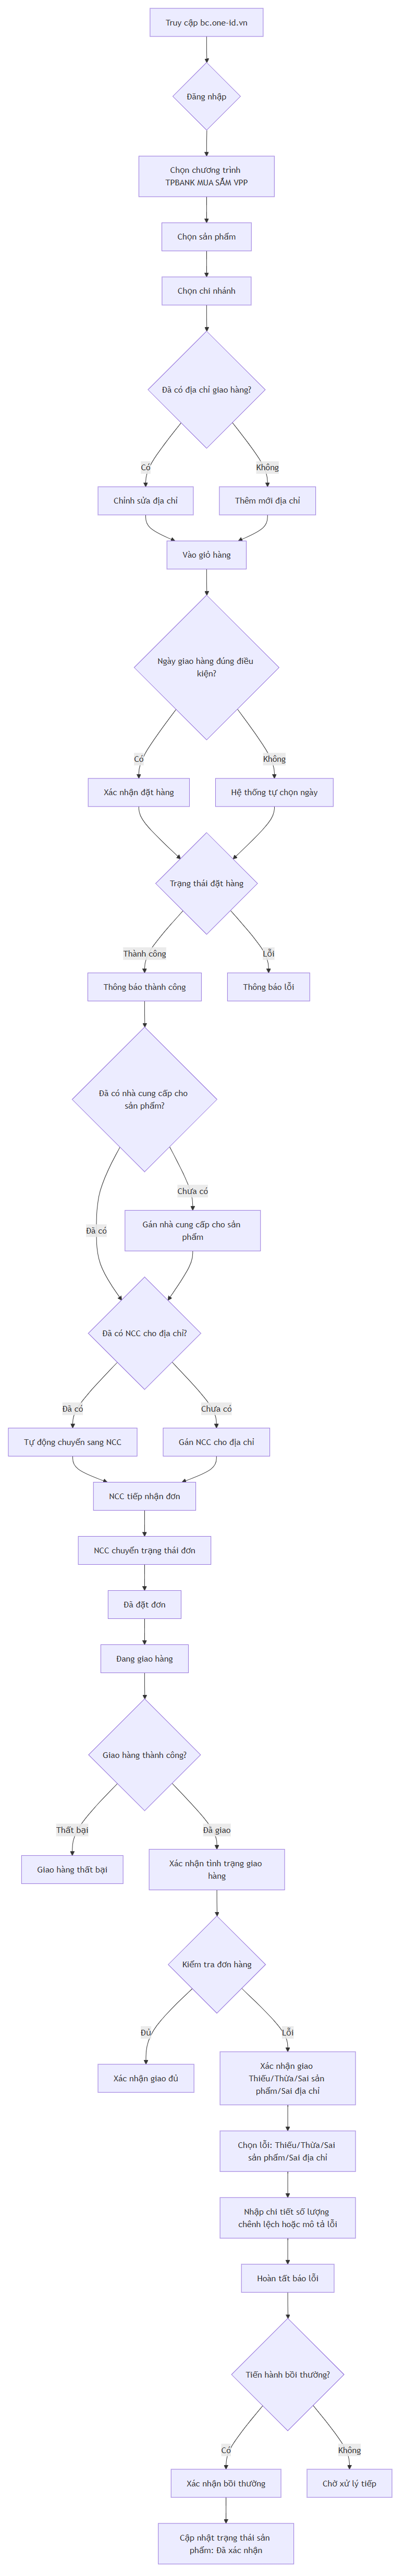 Truy cập bc.one-id.vn
Đăng nhập
Chọn chương trình
TPBANK MUA SẮM VPP
Chọn sản phẩm
Chọn chi nhánh
Đã có địa chỉ giao hàng?
Có
Không
Chỉnh sửa địa chỉ
Thêm mới địa chỉ
Vào giỏ hàng
Ngày giao hàng đúng điều
kiện?
Có
Không
Xác nhận đặt hàng
Hệ thống tự chọn ngày
Trạng thái đặt hàng
Thành công
Lỗi
Thông báo thành công
Thông báo lỗi
Đã có nhà cung cấp cho
sản phẩm?
Chưa có
Đã có
Gán nhà cung cấp cho sản
phẩm
Đã có NCC cho địa chỉ?
Đã có
Chưa có
Tự động chuyển sang NCC
Gán NCC cho địa chỉ
NCC tiếp nhận đơn
NCC chuyển trạng thái đơn
Đã đặt đơn
Đang giao hàng
Giao hàng thành công?
Thất bại
Đã giao
Giao hàng thất bại
Xác nhận tình trạng giao
hàng
Kiểm tra đơn hàng
Đủ
Lỗi
Xác nhận giao đủ
Xác nhận giao
Thiếu/Thừa/Sai sản
phẩm/Sai địa chỉ
Chọn lỗi: Thiếu/Thừa/Sai
sản phẩm/Sai địa chỉ
Nhập chi tiết số lượng
chênh lệch hoặc mô tả lỗi
Hoàn tất báo lỗi
Tiến hành bồi thường?
Có
Không
Xác nhận bồi thường
Chờ xử lý tiếp
Cập nhật trạng thái sản
phẩm: Đã xác nhận